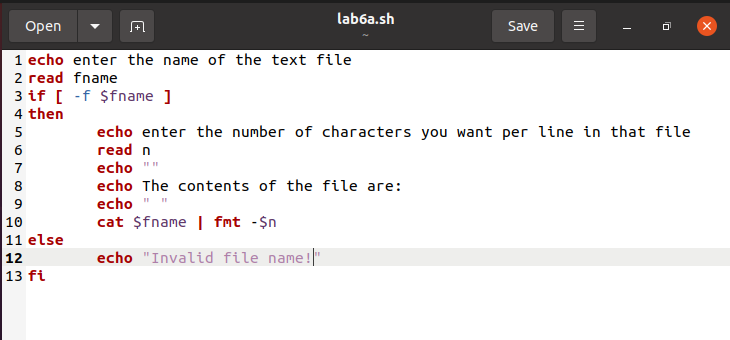 Open
lab6a.sh
~
Save
1 echo enter the name of the text file
2 read fname
3 if [ -f $fname ]
4 then
5         echo enter the number of characters you want per line in that file
6         read n
7         echo ""
8         echo The contents of the file are:
9         echo " "
10         cat $fname | fmt -$n
11 else
12         echo "Invalid file name!"
13 fi